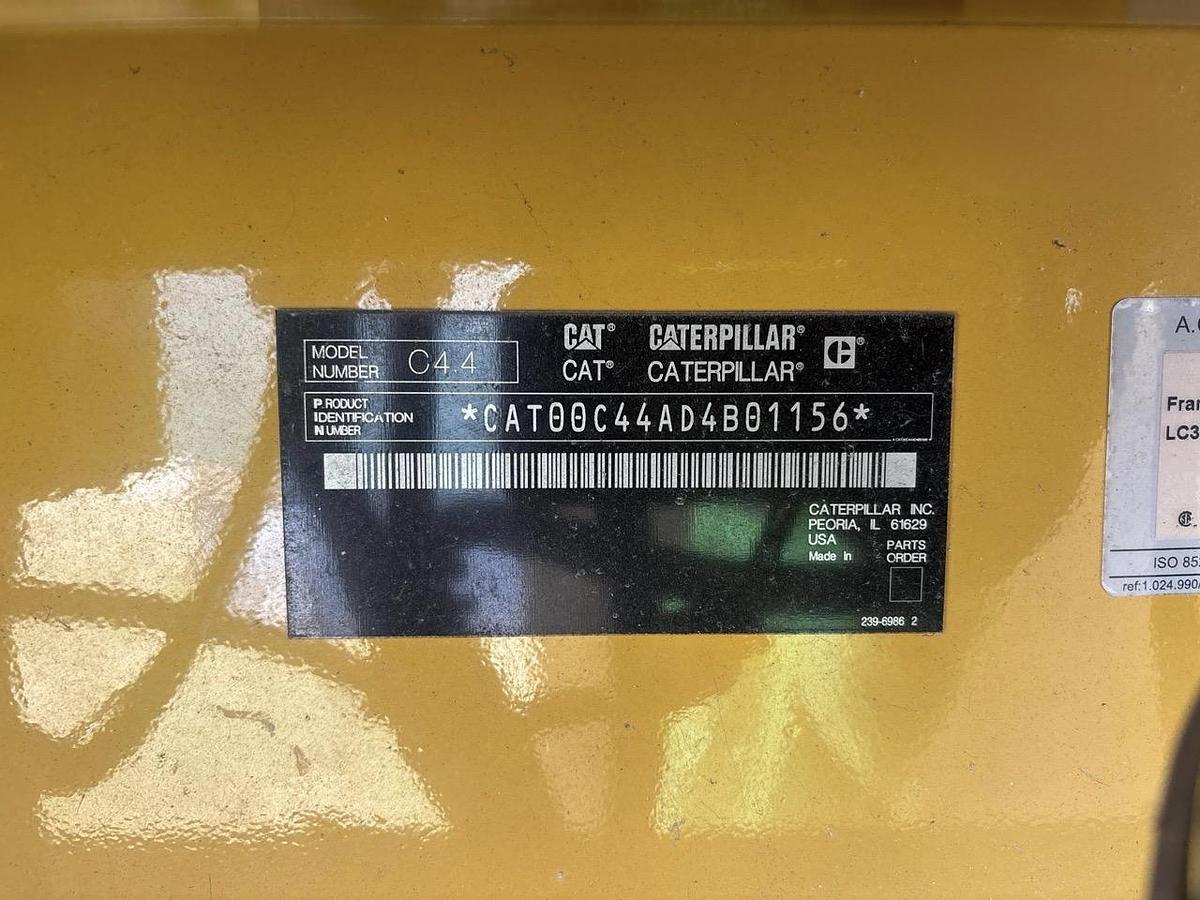 CAT® CATERPILLAR®
CAT® CATERPILLAR®
MODEL NUMBER C4.4
PRODUCT IDENTIFICATION NUMBER *CAT00C44AD4B01156*
CATERPILLAR INC.
PEORIA, IL 61629
USA
Made In
PARTS ORDER
239-6986 2
A.
Fran
LC3
ISO 85
ref:1.024.990/